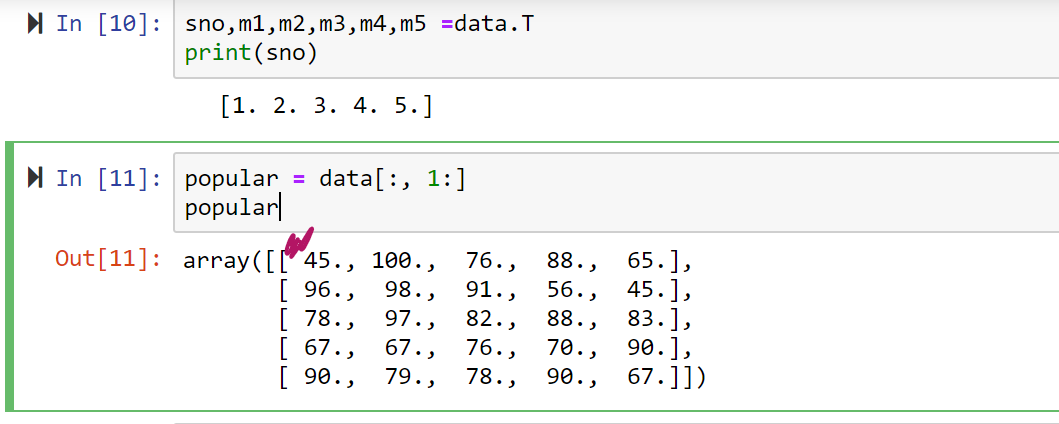 In [10]: sno,m1,m2,m3,m4,m5 =data.T
print(sno)
[1. 2. 3. 4. 5.]
In [11]: popular = data[:, 1:]
popular
Out[11]: array([[ 45., 100., 76., 88., 65.],
[ 96., 98., 91., 56., 45.],
[ 78., 97., 82., 88., 83.],
[ 67., 67., 76., 70., 90.],
[ 90., 79., 78., 90., 67.]])